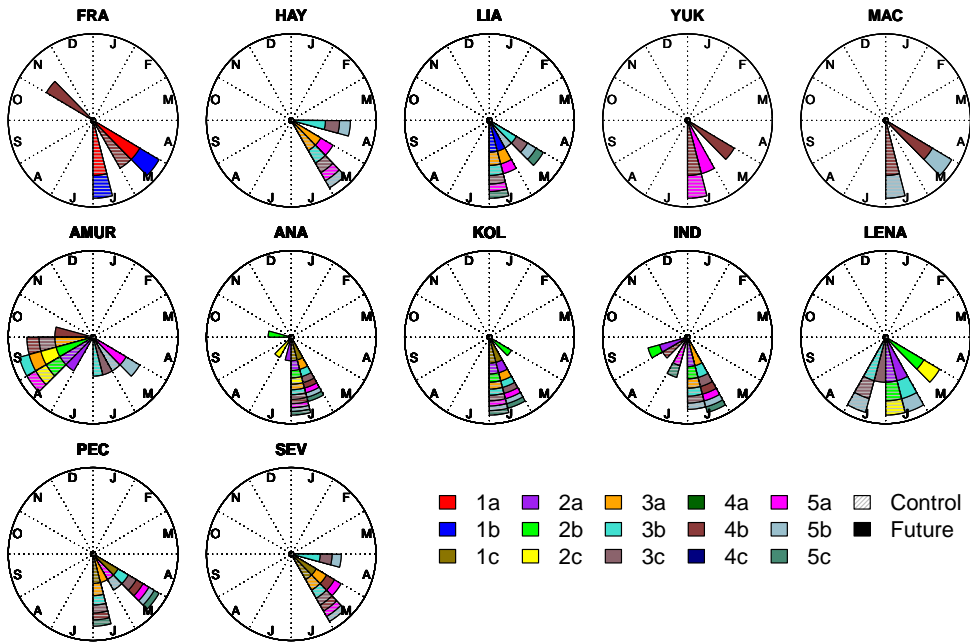 FRA HAY LIA YUK MAC
D J D J D J D J D J
N F N F N F N F N F
O M O M O M O M O M
S A S A S A S A S A
A M A M A M A M A M
J J J J J J J J J J
AMUR ANA KOL IND LENA
D J D J D J D J D J
N F N F N F N F N F
O M O M O M O M O M
S A S A S A S A S A
A M A M A M A M A M
J J J J J J J J J J
PEC SEV
D J D J
N F N F
O M O M
S A S A
A M A M
J J J J
1a 2a 3a 4a 5a Control
1b 2b 3b 4b 5b Future
1c 2c 3c 4c 5c